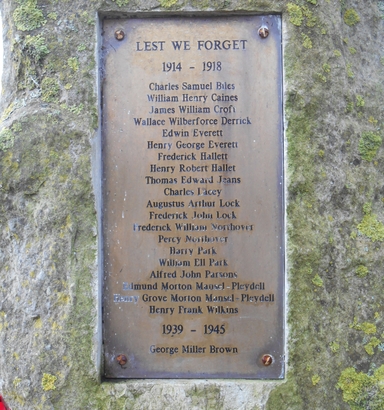 LEST WE FORGET
1914 - 1918
Charles Samuel Biles
William Henry Caines
James William Croft
Wallace Wilberforce Derrick
Edwin Everett
Henry George Everett
Frederick Hallett
Henry Robert Hallet
Thomas Edward Jeans
Charles Lacey
Augustus Arthur Lock
Frederick John Lock
Frederick William Northover
Percy Northover
Harry Park
William Ell Park
Alfred John Parsons
Edmund Morton Mansel-Pleydell
Henry Grove Morton Mansel-Pleydell
Henry Frank Wilkins
1939 - 1945
George Miller Brown